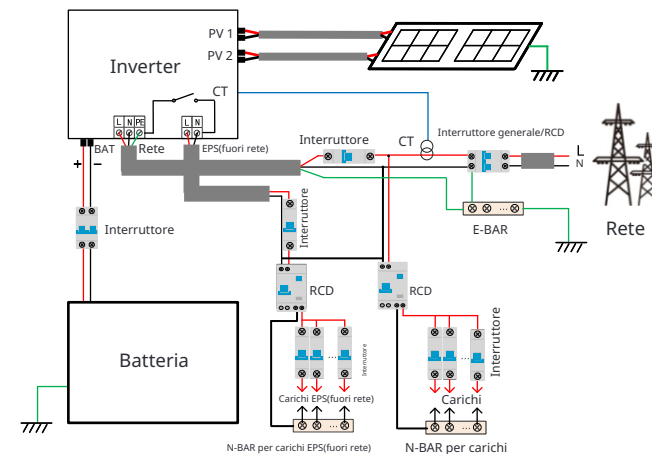 PV 1
PV 2
Inverter
CT
L N PE
L N
+
BAT
−
Rete
EPS(fuori rete)
Interruttore
CT
Interruttore generale/RCD
L
N
Rete
E-BAR
Interruttore
Interruttore
RCD
RCD
Batteria
...
Interruttore
...
Interruttore
Carichi EPS(fuori rete)
Carichi
...
...
...
N-BAR per carichi EPS(fuori rete)
N-BAR per carichi